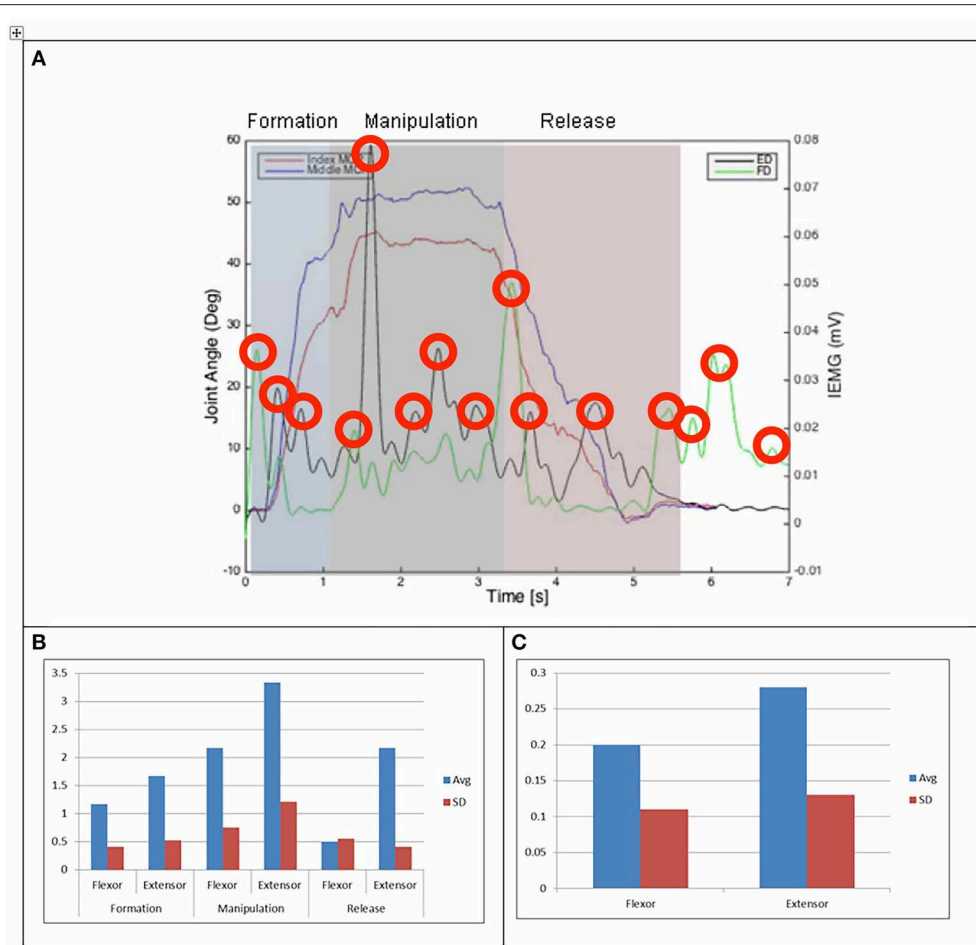 A
Formation Manipulation Release
60
50
40
30
20
10
0
-10
Joint Angle (Deg)
Index MC
Middle MC
ED
FD
0.08
0.07
0.06
0.05
0.04
0.03
0.02
0.01
0
-0.01
IEMG (mV)
0 1 2 3 4 5 6 7
Time [s]
B
3.5
3
2.5
2
1.5
1
0.5
0
Flexor Extensor Flexor Extensor Flexor Extensor
Formation Manipulation Release
Avg
SD
C
0.3
0.25
0.2
0.15
0.1
0.05
0
Flexor Extensor
Avg
SD